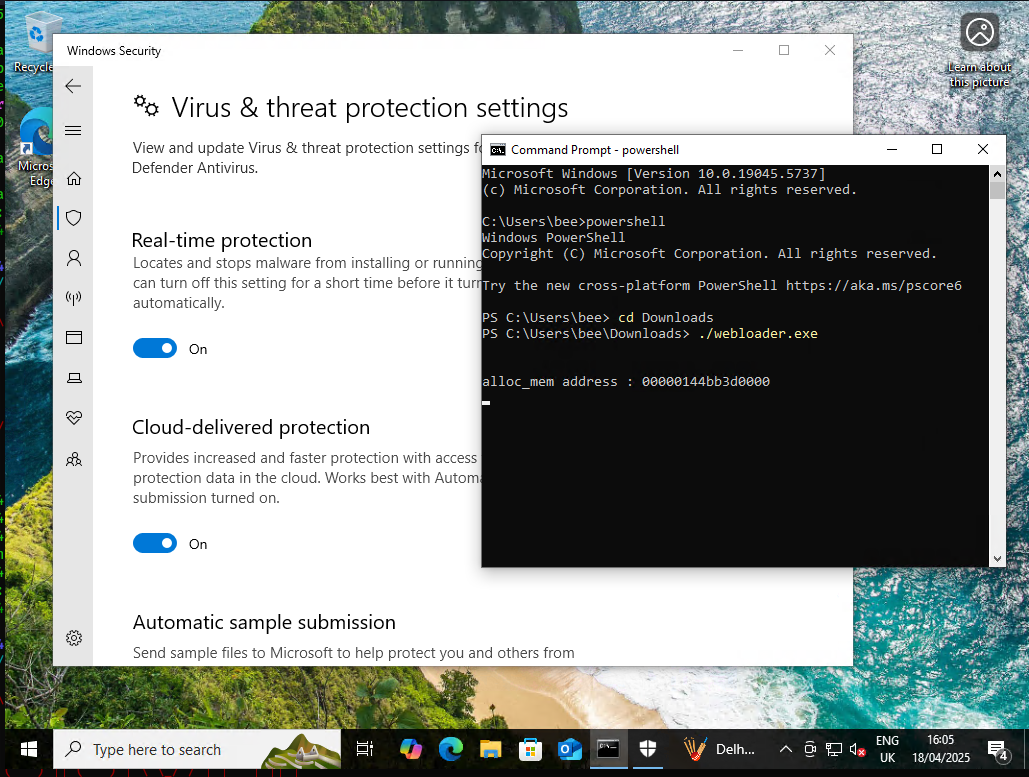 Recycle
Learn about
this picture
Micros
Edg
Windows Security
Virus & threat protection settings
View and update Virus & threat protection settings fo
Defender Antivirus.
Real-time protection
Locates and stops malware from installing or running
can turn off this setting for a short time before it turn
automatically.
On
Cloud-delivered protection
Provides increased and faster protection with access
protection data in the cloud. Works best with Automa
submission turned on.
On
Automatic sample submission
Send sample files to Microsoft to help protect you and others from
Command Prompt - powershell
Microsoft Windows [Version 10.0.19045.5737]
(c) Microsoft Corporation. All rights reserved.
C:\Users\bee>powershell
Windows PowerShell
Copyright (C) Microsoft Corporation. All rights reserved.
Try the new cross-platform PowerShell https://aka.ms/pscore6
PS C:\Users\bee> cd Downloads
PS C:\Users\bee\Downloads> ./webloader.exe
alloc_mem address : 00000144bb3d0000
Type here to search
Delh...
ENG
UK
16:05
18/04/2025
4